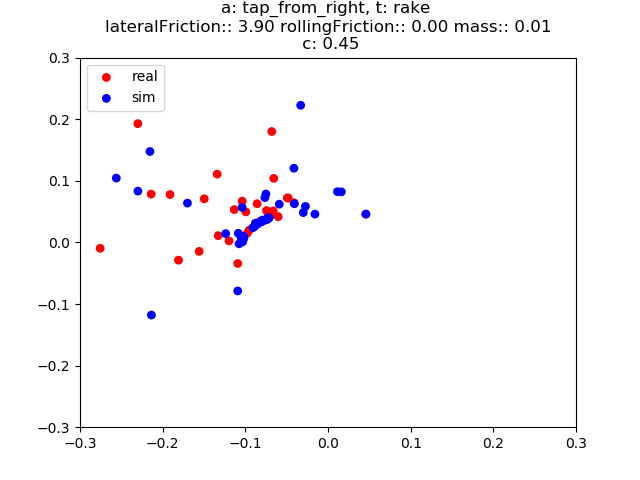 a: tap_from_right, t: rake
lateralFriction:: 3.90 rollingFriction:: 0.00 mass:: 0.01
c: 0.45
real
sim
0.3
0.2
0.1
0.0
−0.1
−0.2
−0.3
−0.3
−0.2
−0.1
0.0
0.1
0.2
0.3